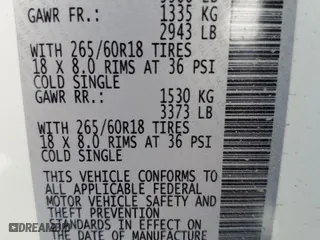 GAWR FR.: 1335 KG
2943 LB
WITH 265/60R18 TIRES
18 X 8.0 RIMS AT 36 PSI
COLD SINGLE
GAWR RR.: 1530 KG
3373 LB
WITH 265/60R18 TIRES
18 X 8.0 RIMS AT 36 PSI
COLD SINGLE
THIS VEHICLE CONFORMS TO
ALL APPLICABLE FEDERAL
MOTOR VEHICLE SAFETY AND
THEFT PREVENTION
STANDARDS IN EFFECT ON
THE DATE OF MANUFACTURE